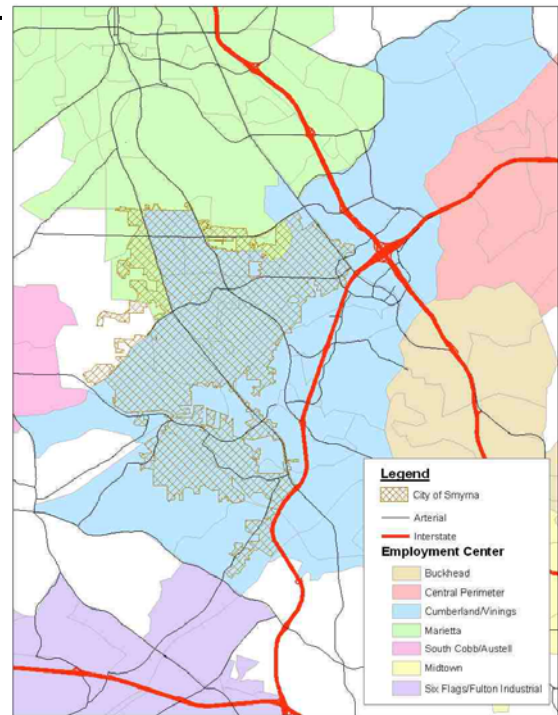 Legend
City of Smyrna
Arterial
Interstate
Employment Center
Buckhead
Central Perimeter
Cumberland/Vinings
Marietta
South Cobb/Austell
Midtown
Six Flags/Fulton Industrial